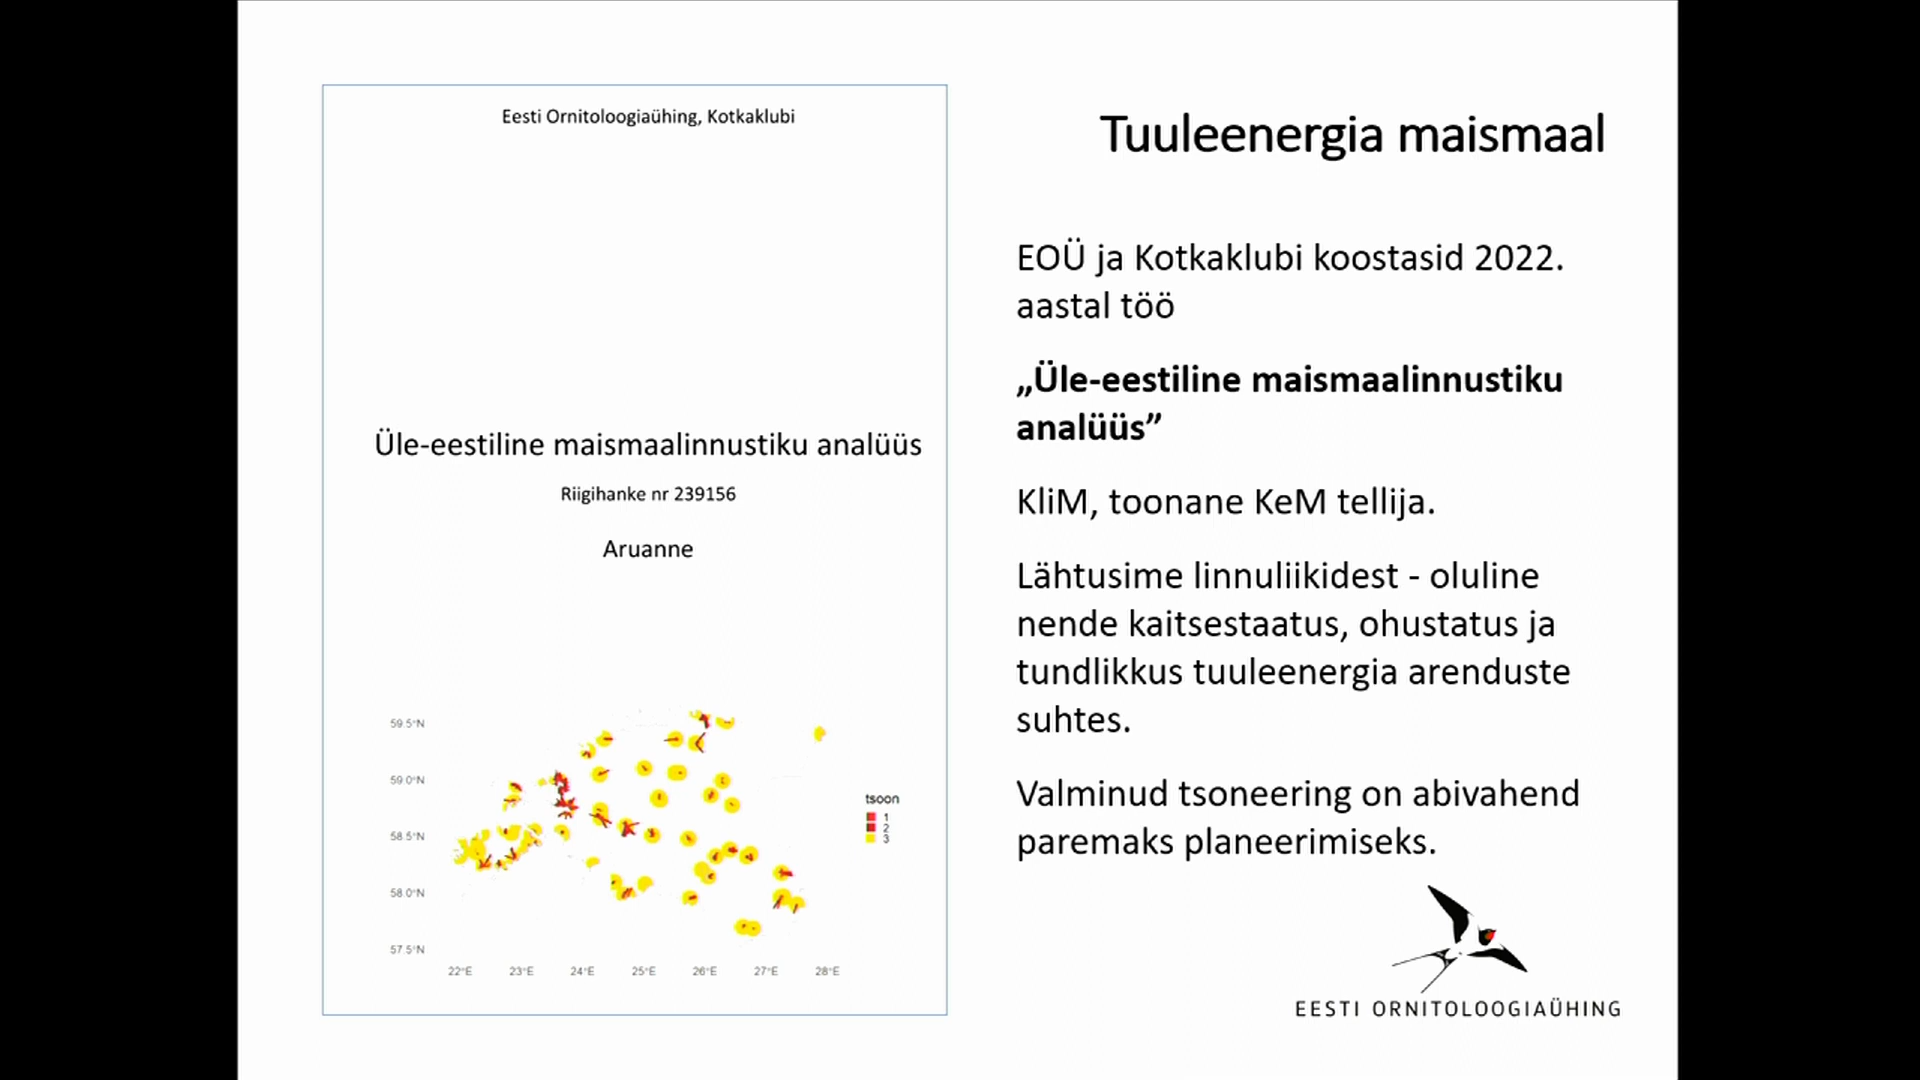 Eesti Ornitoloogiaühing, Kotkaklubi
Üle-eestiline maismaalinnustiku analüüs
Riigihanke nr 239156
Aruanne
59.5°N
59.0°N
58.5°N
58.0°N
57.5°N
22°E 23°E 24°E 25°E 26°E 27°E 28°E
tsoon
1
2
3
Tuuleenergia maismaal
EOÜ ja Kotkaklubi koostasid 2022.
aastal töö
„Üle-eestiline maismaalinnustiku
analüüs”
KliM, toonane KeM tellija.
Lähtusime linnuliikidest - oluline
nende kaitsestaatus, ohustatus ja
tundlikkus tuuleenergia arenduste
suhtes.
Valminud tsoneering on abivahend
paremaks planeerimiseks.
EESTI ORNITOLOOGIAÜHING